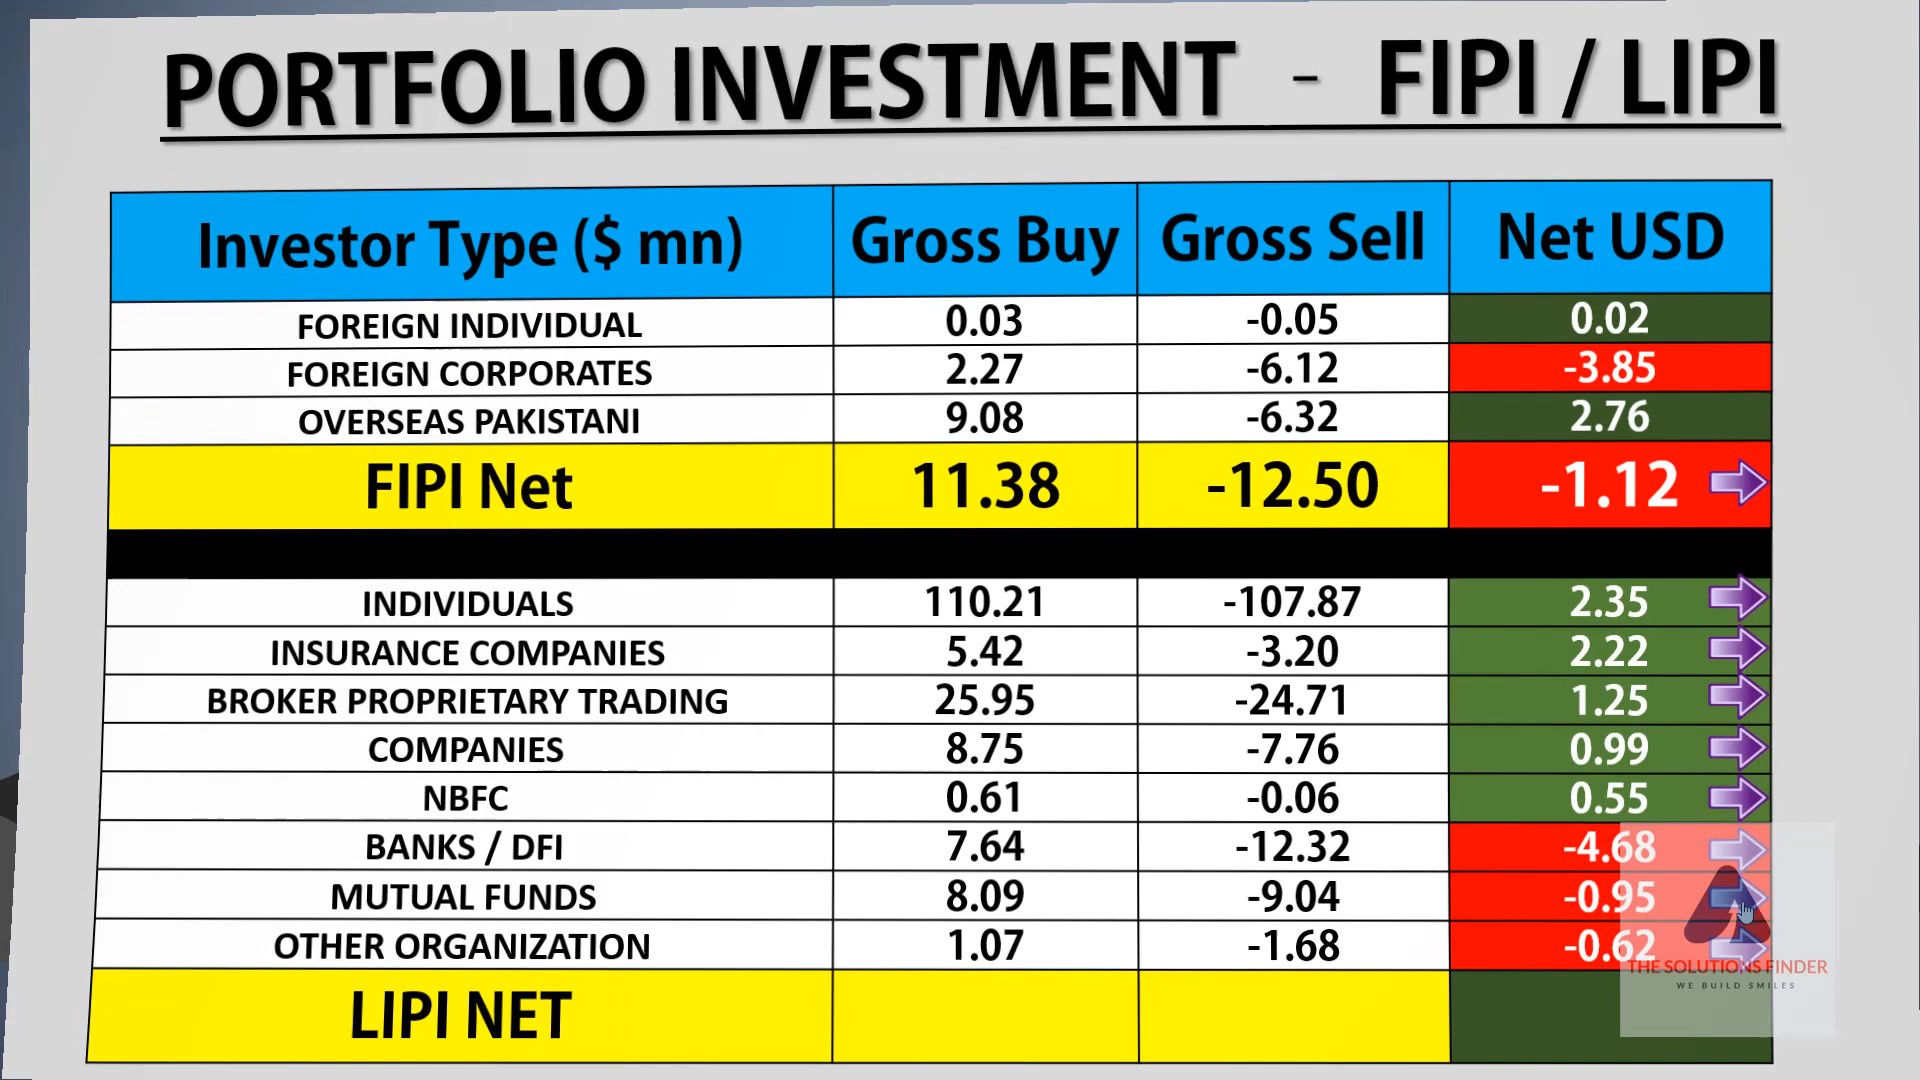 PORTFOLIO INVESTMENT - FIPI / LIPI
Investor Type ($ mn) Gross Buy Gross Sell Net USD
FOREIGN INDIVIDUAL 0.03 -0.05 0.02
FOREIGN CORPORATES 2.27 -6.12 -3.85
OVERSEAS PAKISTANI 9.08 -6.32 2.76
FIPI Net 11.38 -12.50 -1.12
INDIVIDUALS 110.21 -107.87 2.35
INSURANCE COMPANIES 5.42 -3.20 2.22
BROKER PROPRIETARY TRADING 25.95 -24.71 1.25
COMPANIES 8.75 -7.76 0.99
NBFC 0.61 -0.06 0.55
BANKS / DFI 7.64 -12.32 -4.68
MUTUAL FUNDS 8.09 -9.04 -0.95
OTHER ORGANIZATION 1.07 -1.68 -0.62
THE SOLUTIONS FINDER
WE BUILD SMILES
LIPI NET